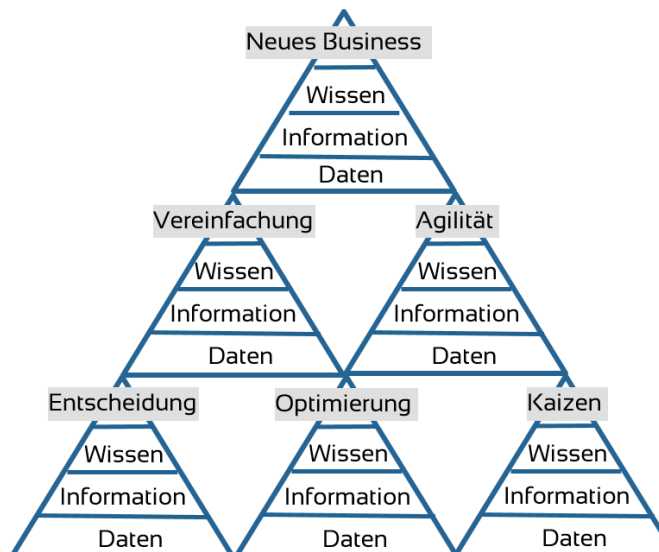 Neues Business
Wissen
Information
Daten
Vereinfachung Agilität
Wissen Wissen
Information Information
Daten Daten
Entscheidung Optimierung Kaizen
Wissen Wissen Wissen
Information Information Information
Daten Daten Daten